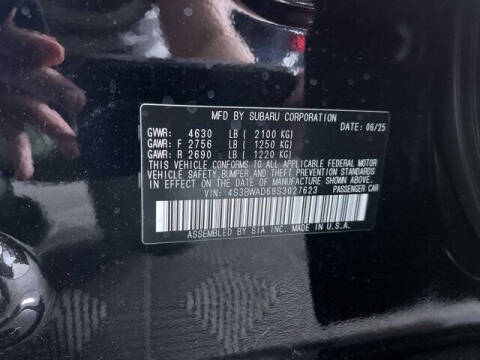 MFD BY SUBARU CORPORATION
DATE: 06/25
GVWR: 4630 LB ( 2100 KG)
GAWR: F 2756 LB ( 1250 KG)
GAWR: R 2690 LB ( 1220 KG)
THIS VEHICLE CONFORMS TO ALL APPLICABLE FEDERAL MOTOR
VEHICLE SAFETY, BUMPER, AND THEFT PREVENTION STANDARDS
IN EFFECT ON THE DATE OF MANUFACTURE SHOWN ABOVE.
VIN: 4S3BWAD68S3027623 PASSENGER CAR
ASSEMBLED BY SIA INC. MADE IN U.S.A.